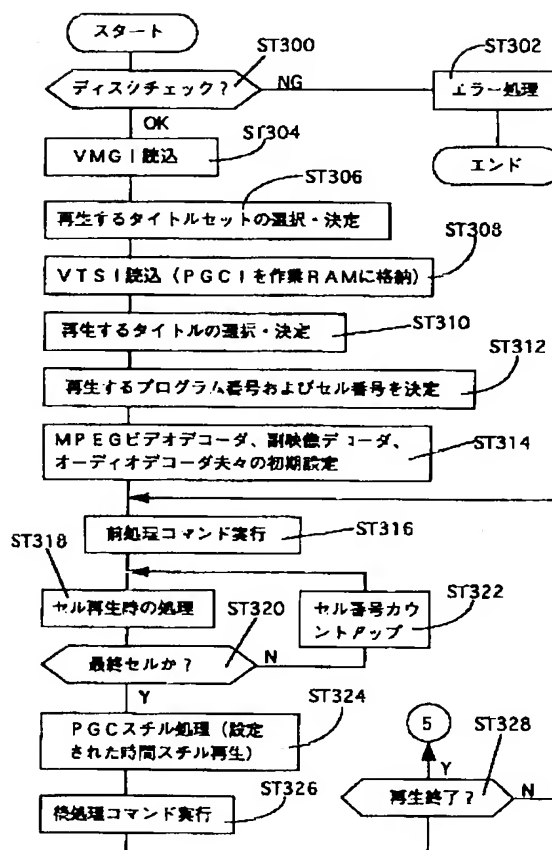 スタート
ST300
ディスクチェック?
NG
ST302
エラー処理
エンド
OK
ST304
VMGI読込
ST306
再生するタイトルセットの選択・決定
ST308
VTSI読込(PGCIを作業RAMに格納)
ST310
再生するタイトルの選択・決定
ST312
再生するプログラム番号およびセル番号を決定
ST314
MPEGビデオデコーダ、副映像デコーダ、
オーディオデコーダ夫々の初期設定
ST316
前処理コマンド実行
ST318
セル再生時の処理
ST320
最終セルか?
N
Y
ST322
セル番号カウ
ントアップ
ST324
PGCスチル処理(設定
された時間スチル再生)
ST326
後処理コマンド実行
5
ST328
Y
再生終了?
N